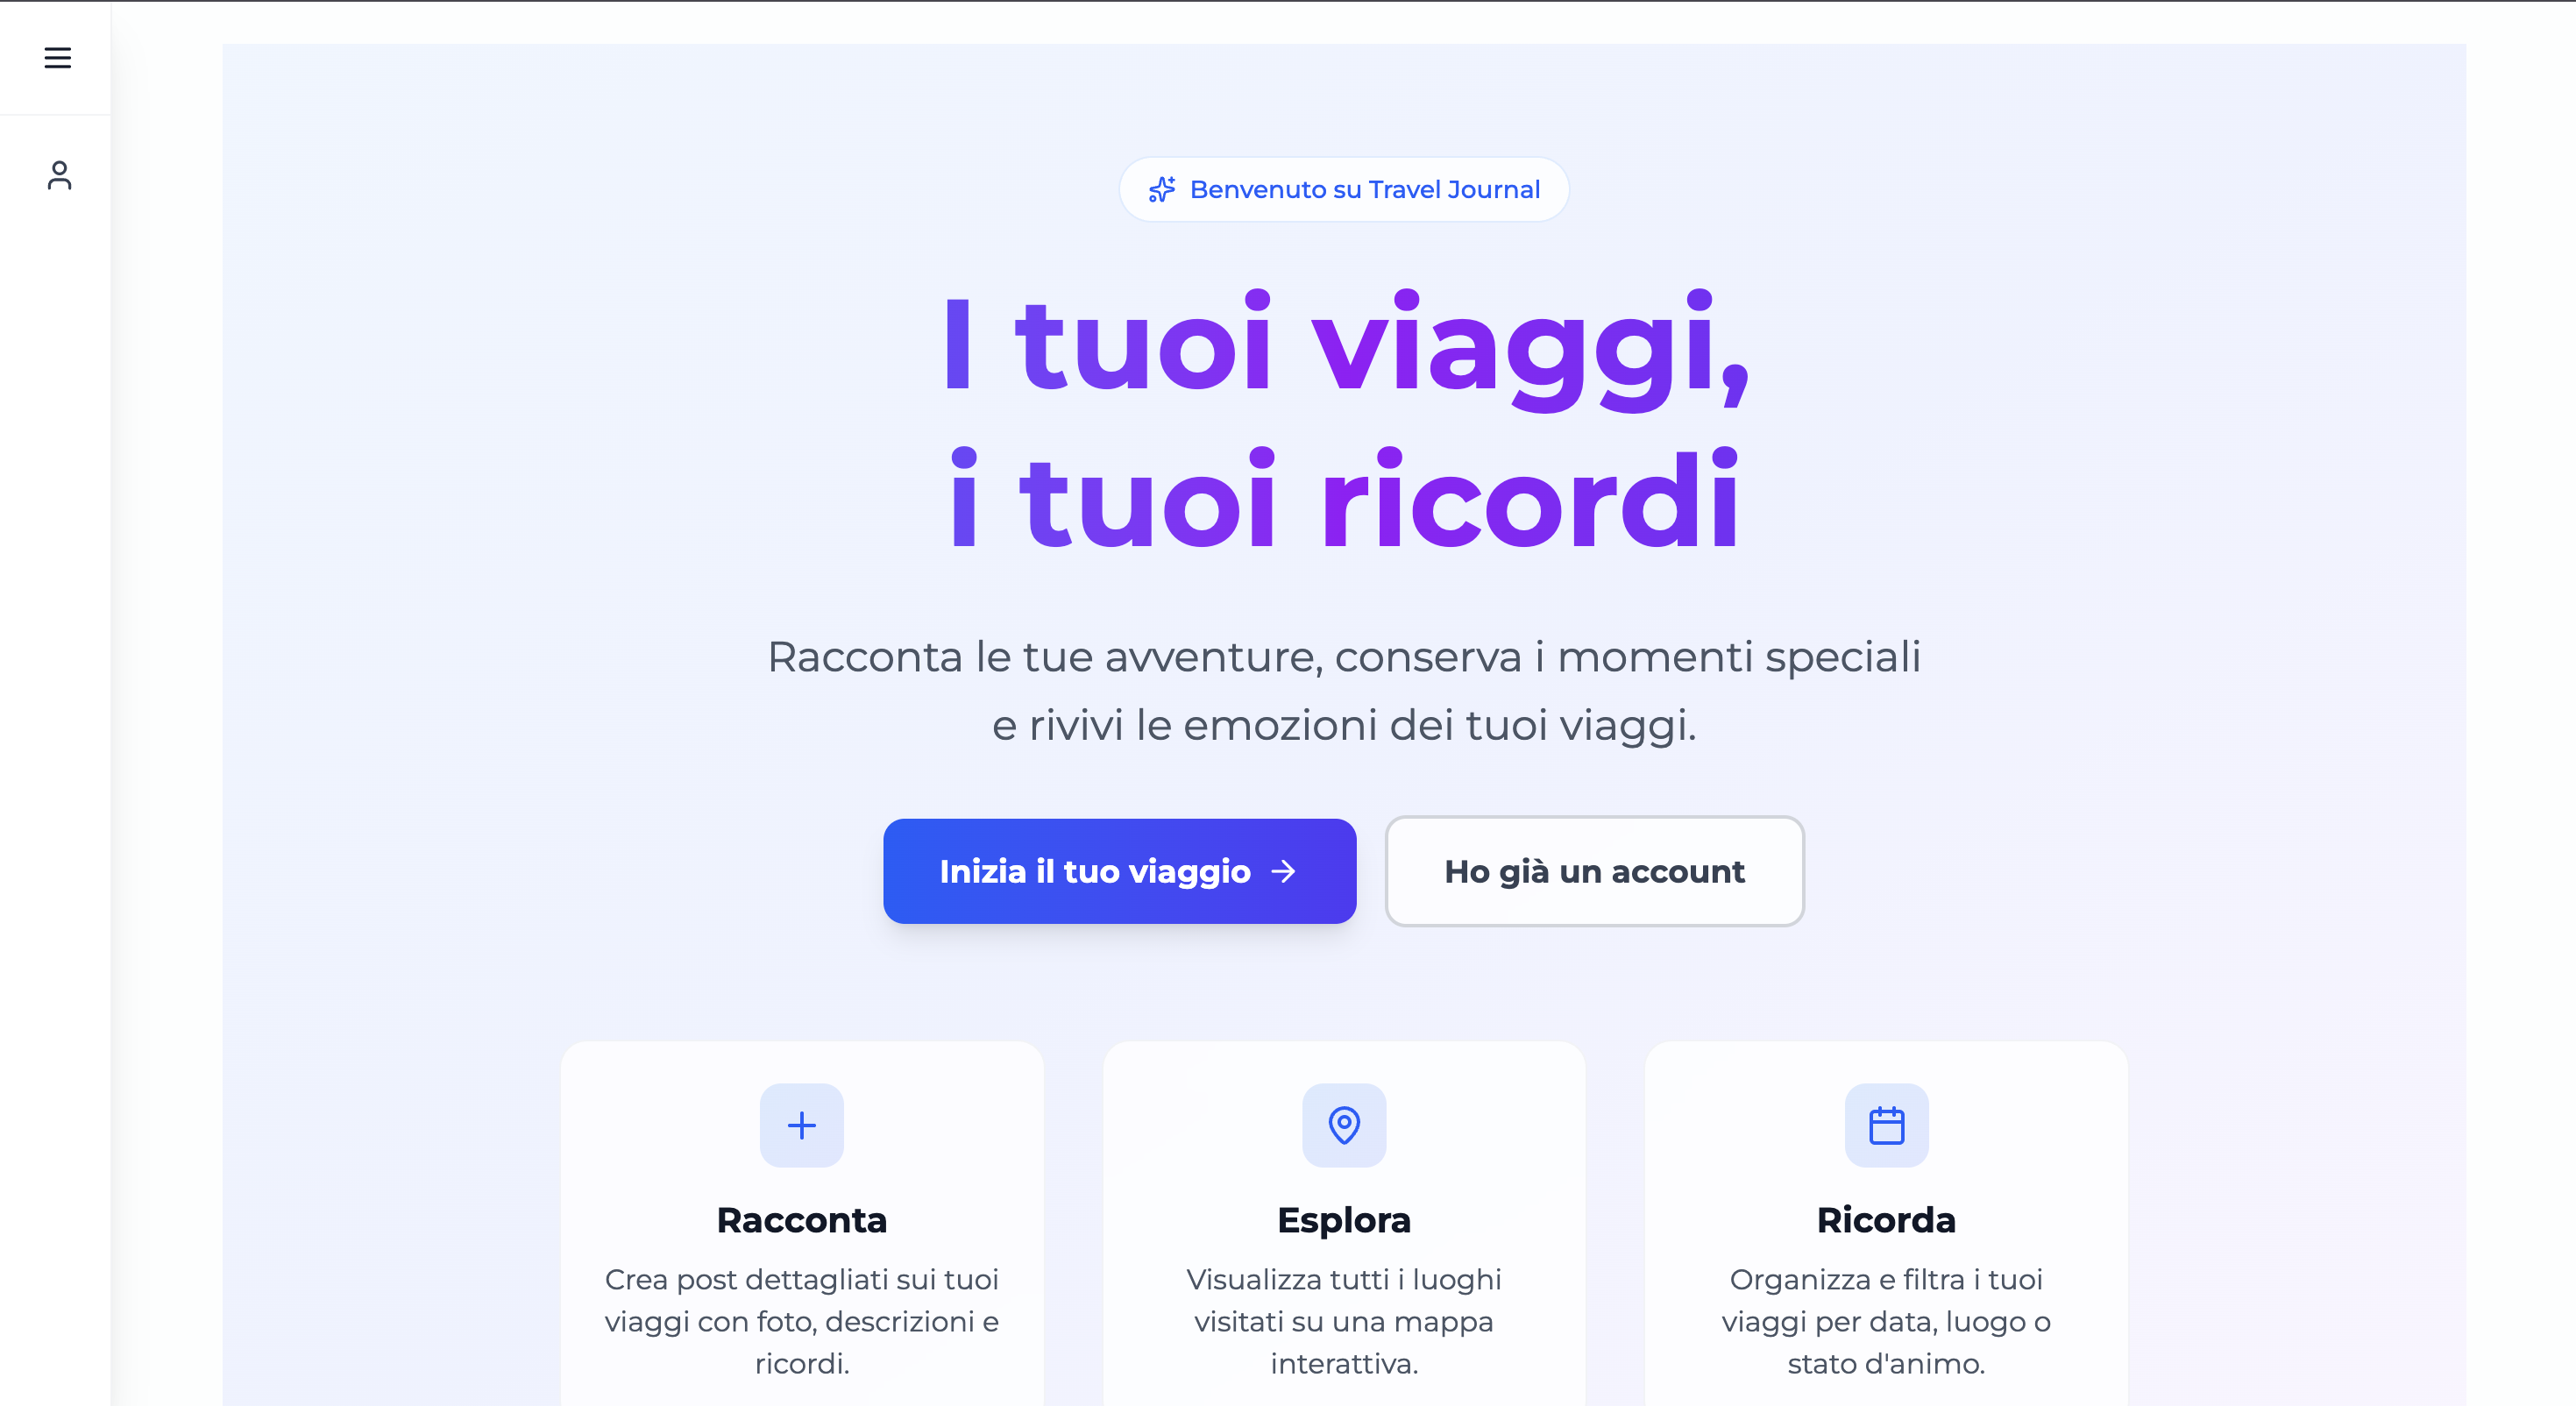 Benvenuto su Travel Journal
I tuoi viaggi,
i tuoi ricordi
Racconta le tue avventure, conserva i momenti speciali
e rivivi le emozioni dei tuoi viaggi.
Inizia il tuo viaggio
Ho già un account
Racconta
Crea post dettagliati sui tuoi
viaggi con foto, descrizioni e
ricordi.
Esplora
Visualizza tutti i luoghi
visitati su una mappa
interattiva.
Ricorda
Organizza e filtra i tuoi
viaggi per data, luogo o
stato d'animo.